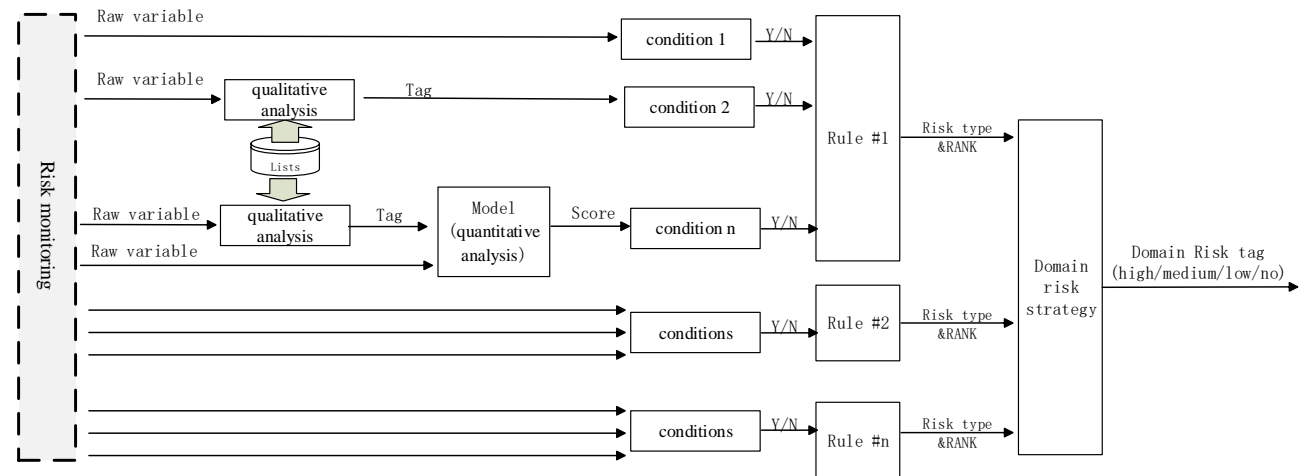 Raw variable
condition 1
Y/N
Raw variable
qualitative
analysis
Tag
condition 2
Y/N
Lists
Rule #1
Risk type
&RANK
Risk monitoring
Raw variable
qualitative
analysis
Tag
Model
(quantitative
analysis)
Score
condition n
Y/N
Raw variable
conditions
Y/N
Rule #2
Risk type
&RANK
Domain
risk
strategy
Domain Risk tag
(high/medium/low/no)
conditions
Y/N
Rule #n
Risk type
&RANK